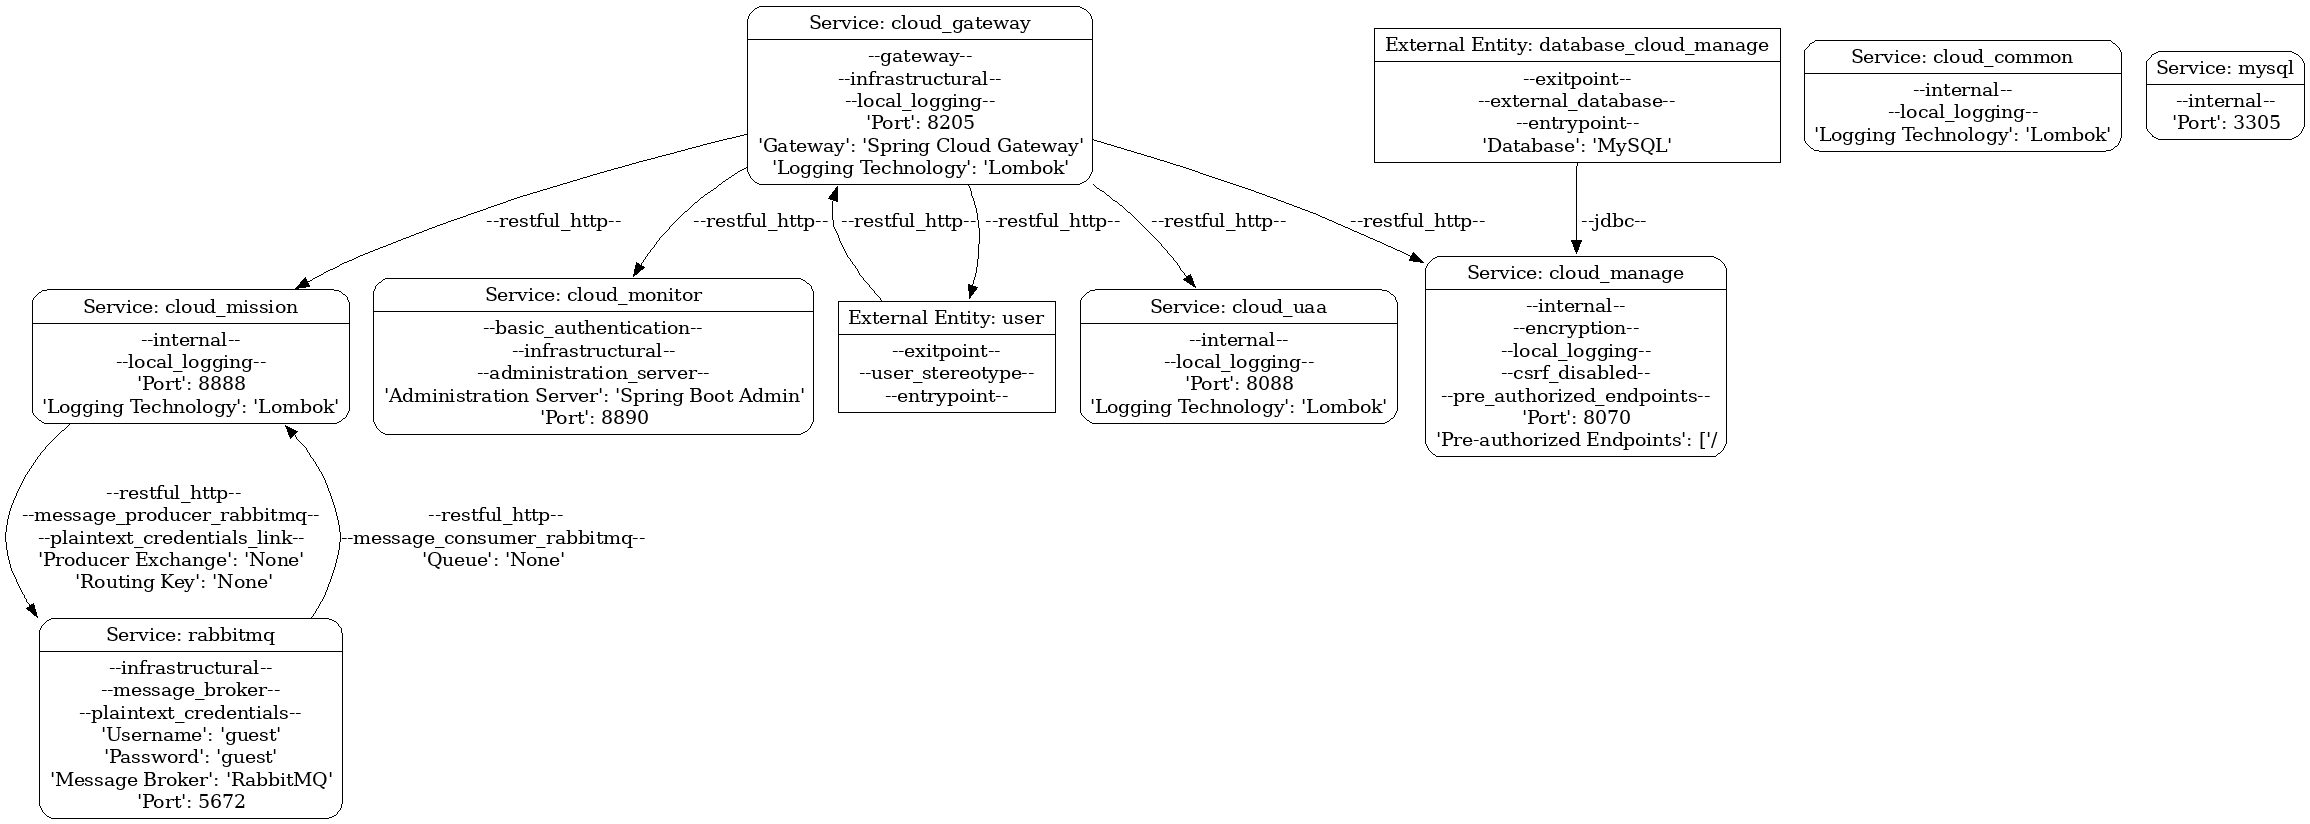 Service: cloud_gateway
--gateway--
--infrastructural--
--local_logging--
'Port': 8205
'Gateway': 'Spring Cloud Gateway'
'Logging Technology': 'Lombok'
External Entity: database_cloud_manage
--exitpoint--
--external_database--
--entrypoint--
'Database': 'MySQL'
Service: cloud_common
--internal--
--local_logging--
'Logging Technology': 'Lombok'
Service: mysql
--internal--
'Port': 3305
--restful_http--
--restful_http--
--restful_http--
--restful_http--
--restful_http--
--restful_http--
--jdbc--
Service: cloud_mission
--internal--
--local_logging--
'Port': 8888
'Logging Technology': 'Lombok'
Service: cloud_monitor
--basic_authentication--
--infrastructural--
--administration_server--
'Administration Server': 'Spring Boot Admin'
'Port': 8890
External Entity: user
--exitpoint--
--user_stereotype--
--entrypoint--
Service: cloud_uaa
--internal--
--local_logging--
'Port': 8088
'Logging Technology': 'Lombok'
Service: cloud_manage
--internal--
--encryption--
--local_logging--
--csrf_disabled--
--pre_authorized_endpoints--
'Port': 8070
'Pre-authorized Endpoints': ['/
--restful_http--
--message_producer_rabbitmq--
--plaintext_credentials_link--
'Producer Exchange': 'None'
'Routing Key': 'None'
--restful_http--
--message_consumer_rabbitmq--
'Queue': 'None'
Service: rabbitmq
--infrastructural--
--message_broker--
--plaintext_credentials--
'Username': 'guest'
'Password': 'guest'
'Message Broker': 'RabbitMQ'
'Port': 5672